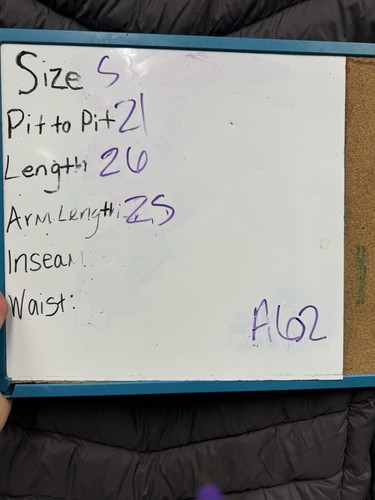 Size S
Pit to Pit 21
Length: 26
Arm Length: 25
Inseam
Waist:
A62